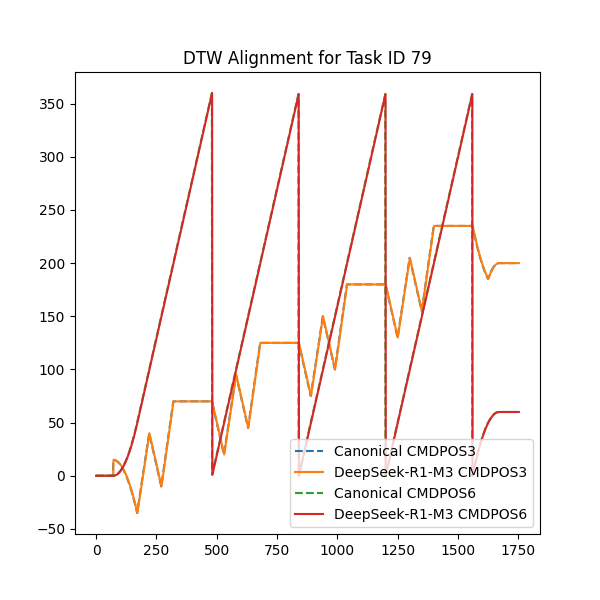 DTW Alignment for Task ID 79
350
300
250
200
150
100
50
0
−50
0 250 500 750 1000 1250 1500 1750
Canonical CMDPOS3
DeepSeek-R1-M3 CMDPOS3
Canonical CMDPOS6
DeepSeek-R1-M3 CMDPOS6